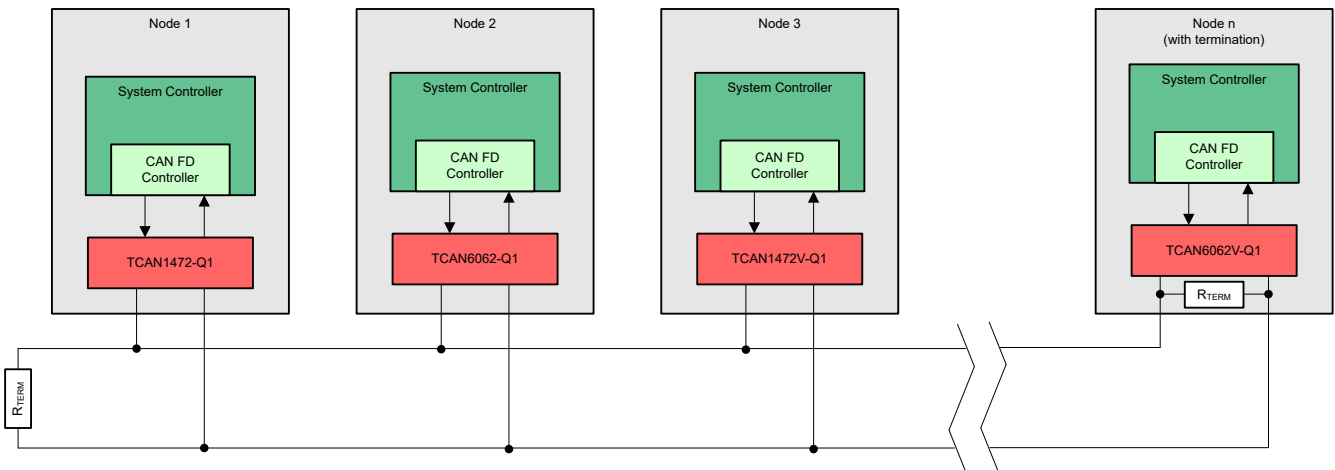 Node 1
System Controller
CAN FD
Controller
TCAN1472-Q1
Node 2
System Controller
CAN FD
Controller
TCAN6062-Q1
Node 3
System Controller
CAN FD
Controller
TCAN1472V-Q1
Node n
(with termination)
System Controller
CAN FD
Controller
TCAN6062V-Q1
RTERM
RTERM